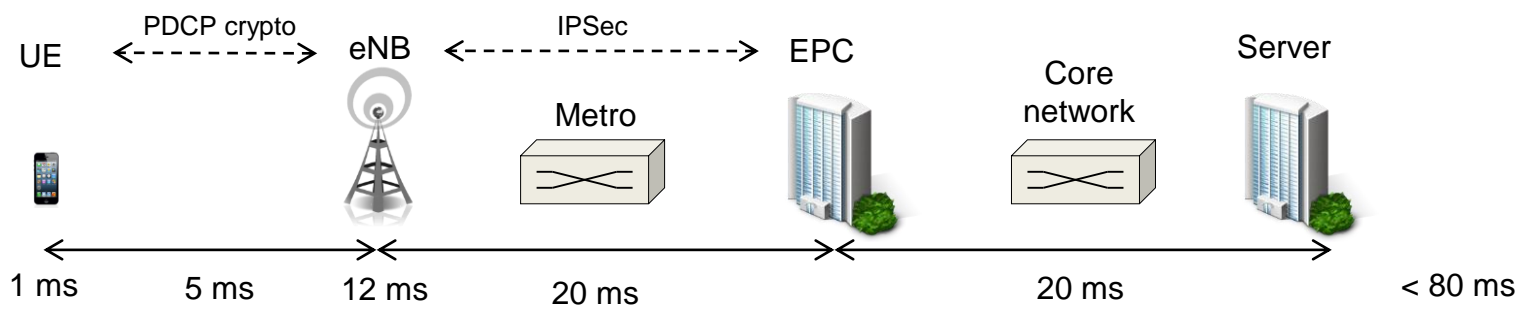 PDCP crypto
IPSec
UE
eNB
EPC
Server
Core
network
Metro
1 ms
5 ms
12 ms
20 ms
20 ms
< 80 ms